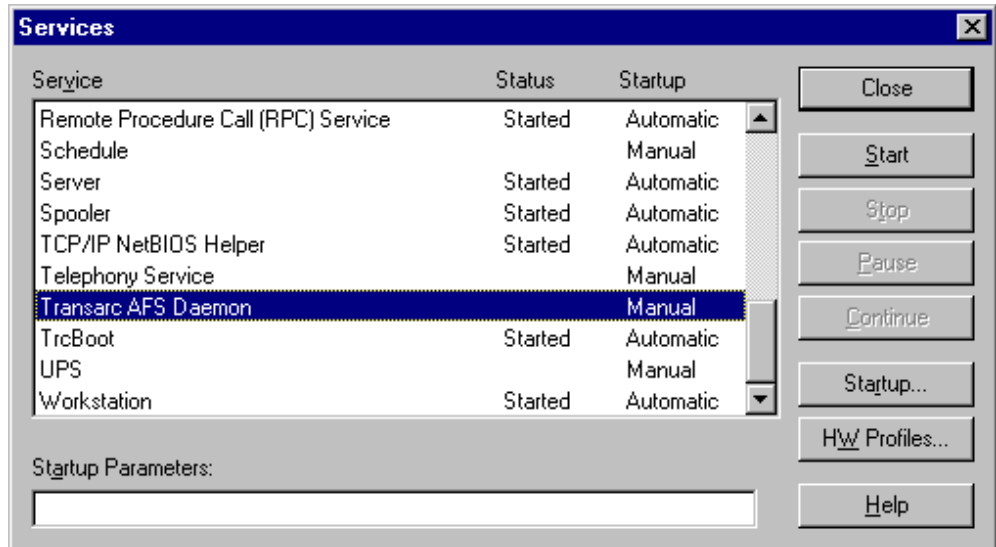 Services
Service Status Startup
Remote Procedure Call (RPC) Service Started Automatic
Schedule Manual
Server Started Automatic
Spooler Started Automatic
TCP/IP NetBIOS Helper Started Automatic
Telephony Service Manual
Transarc AFS Daemon Manual
TrcBoot Started Automatic
UPS Manual
Workstation Started Automatic
Startup Parameters:
Close
Start
Stop
Pause
Continue
Startup...
HW Profiles...
Help